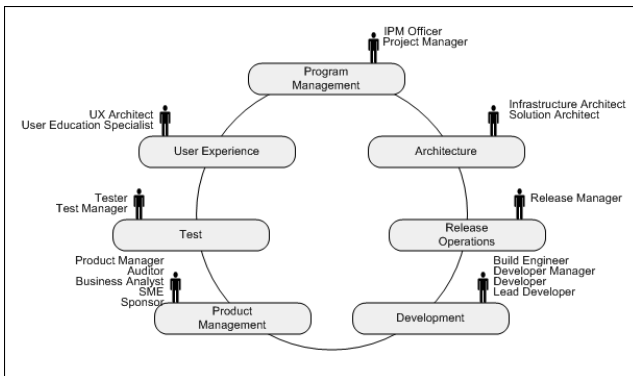 IPM Officer
Project Manager
Program
Management
UX Architect
User Education Specialist
User Experience
Infrastructure Architect
Solution Architect
Architecture
Tester
Test Manager
Test
Release Manager
Release
Operations
Product Manager
Auditor
Business Analyst
SME
Sponsor
Product
Management
Build Engineer
Developer Manager
Developer
Lead Developer
Development